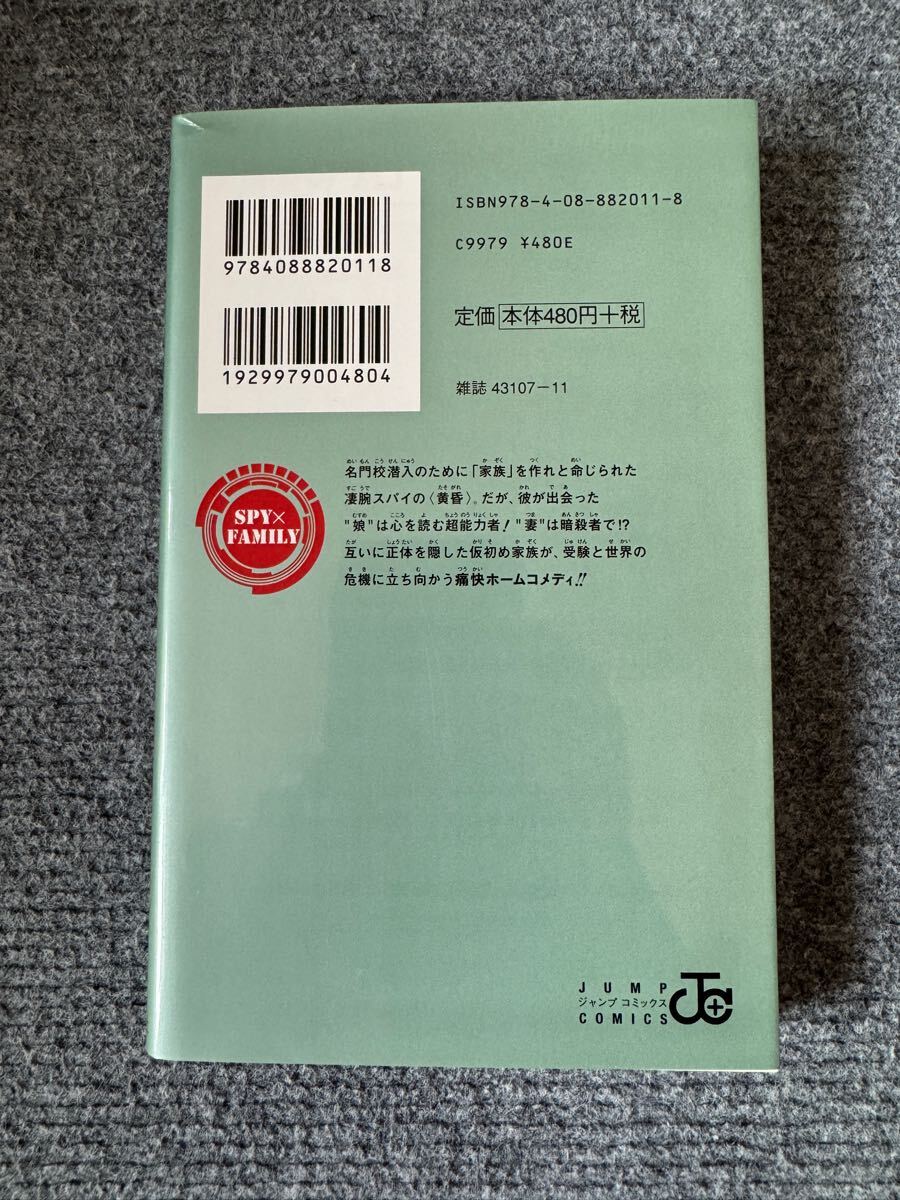 ISBN978-4-08-882011-8
C9979 ¥480E
9784088820118
定価 本体480円+税
1929979004804
雑誌 43107-11
SPY×
FAMILY
名門校潜入のために「家族」を作れと命じられた
凄腕スパイの〈黄昏〉。だが、彼が出会った
"娘"は心を読む超能力者! "妻"は暗殺者で!?
互いに正体を隠した仮初め家族が、受験と世界の
危機に立ち向かう痛快ホームコメディ!!
JUMP
ジャンプ コミックス
COMICS
JC+